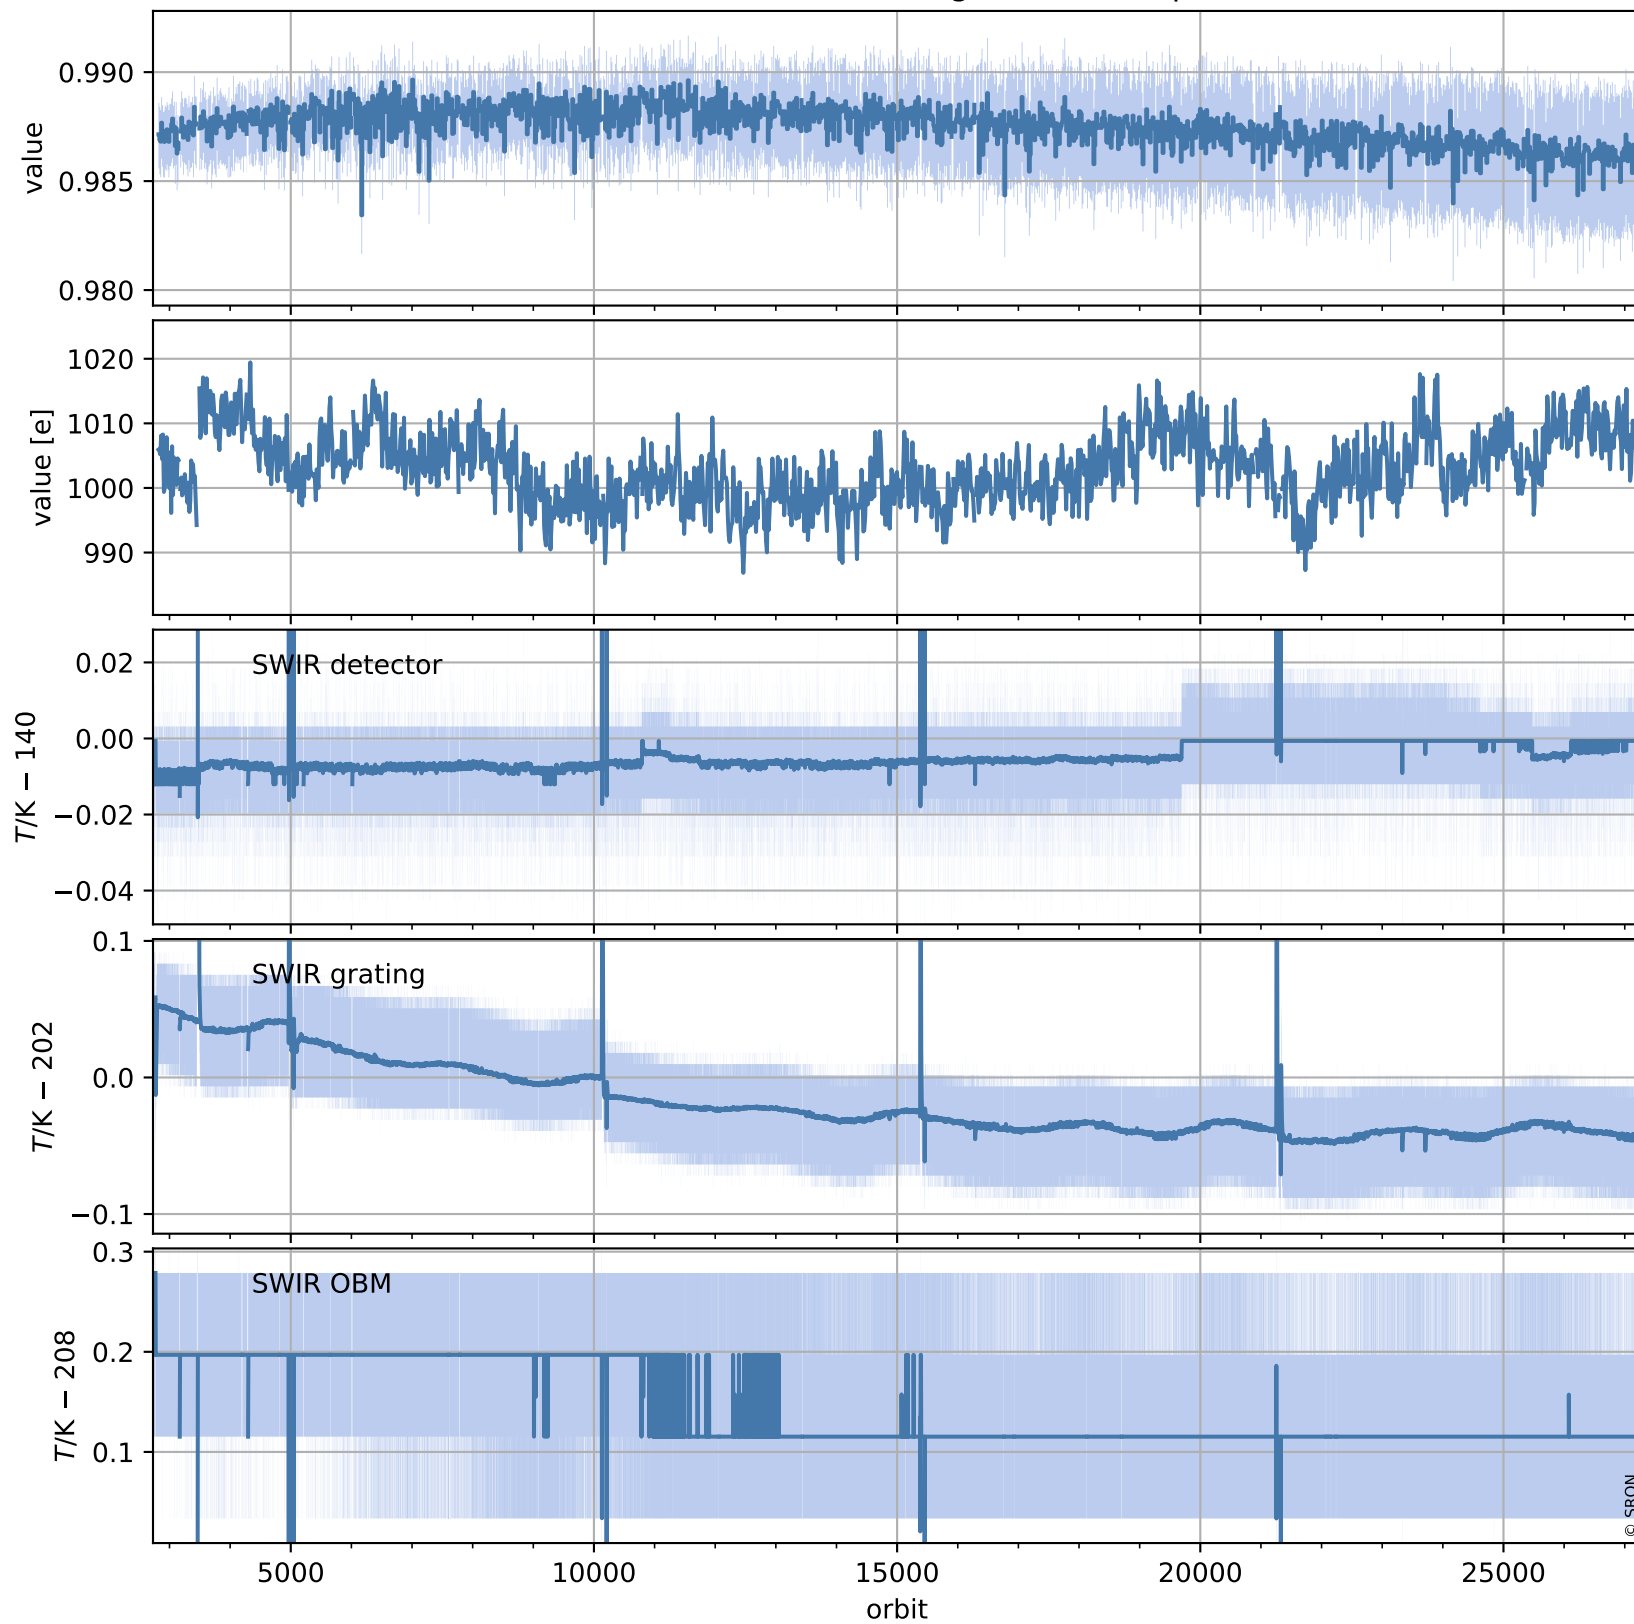 0.990
0.985
0.980
value
1020
1010
1000
990
value [e]
SWIR detector
0.02
0.00
−0.02
−0.04
T/K − 140
SWIR grating
0.1
0.0
−0.1
T/K − 202
SWIR OBM
0.3
0.2
0.1
T/K − 208
© SRON
5000 10000 15000 20000 25000
orbit